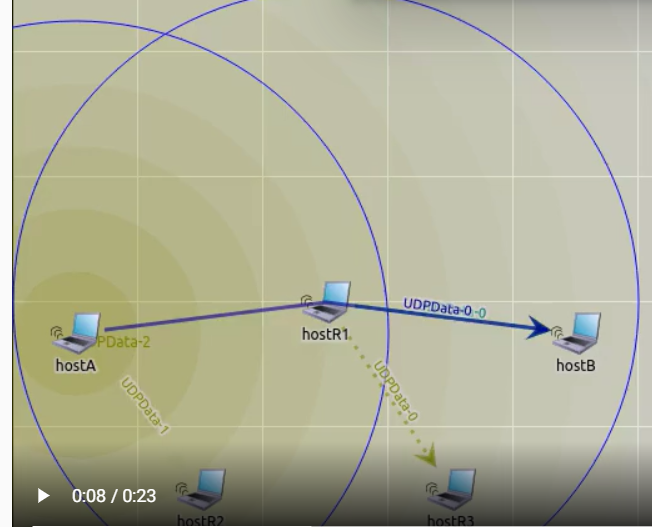 UDPData-0 -0
hostR1
PData-2
hostA
hostB
UDPData-1
UDPData-0
0:08 / 0:23
hostR2
hostR3